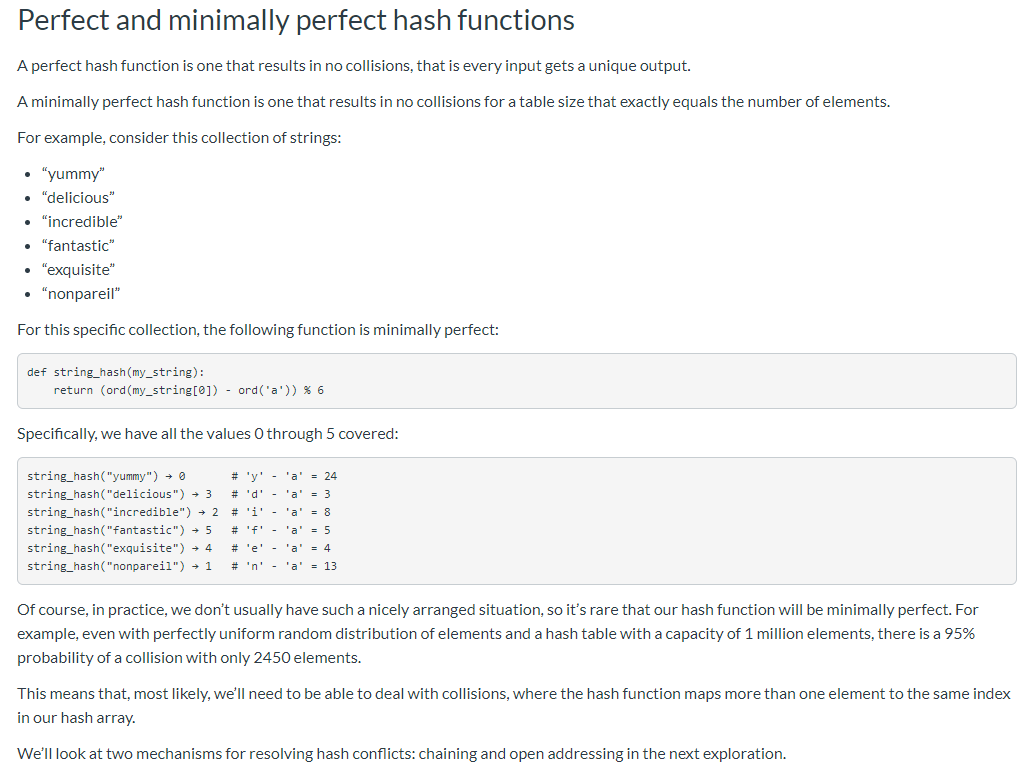 Perfect and minimally perfect hash functions
A perfect hash function is one that results in no collisions, that is every input gets a unique output.
A minimally perfect hash function is one that results in no collisions for a table size that exactly equals the number of elements.
For example, consider this collection of strings:
• “yummy”
• “delicious”
• “incredible”
• “fantastic”
• “exquisite”
• “nonpareil”
For this specific collection, the following function is minimally perfect:
def string_hash(my_string):
    return (ord(my_string[0]) - ord('a')) % 6
Specifically, we have all the values 0 through 5 covered:
string_hash("yummy") → 0      # 'y' - 'a' = 24
string_hash("delicious") → 3  # 'd' - 'a' = 3
string_hash("incredible") → 2 # 'i' - 'a' = 8
string_hash("fantastic") → 5  # 'f' - 'a' = 5
string_hash("exquisite") → 4  # 'e' - 'a' = 4
string_hash("nonpareil") → 1  # 'n' - 'a' = 13
Of course, in practice, we don’t usually have such a nicely arranged situation, so it’s rare that our hash function will be minimally perfect. For
example, even with perfectly uniform random distribution of elements and a hash table with a capacity of 1 million elements, there is a 95%
probability of a collision with only 2450 elements.
This means that, most likely, we’ll need to be able to deal with collisions, where the hash function maps more than one element to the same index
in our hash array.
We’ll look at two mechanisms for resolving hash conflicts: chaining and open addressing in the next exploration.